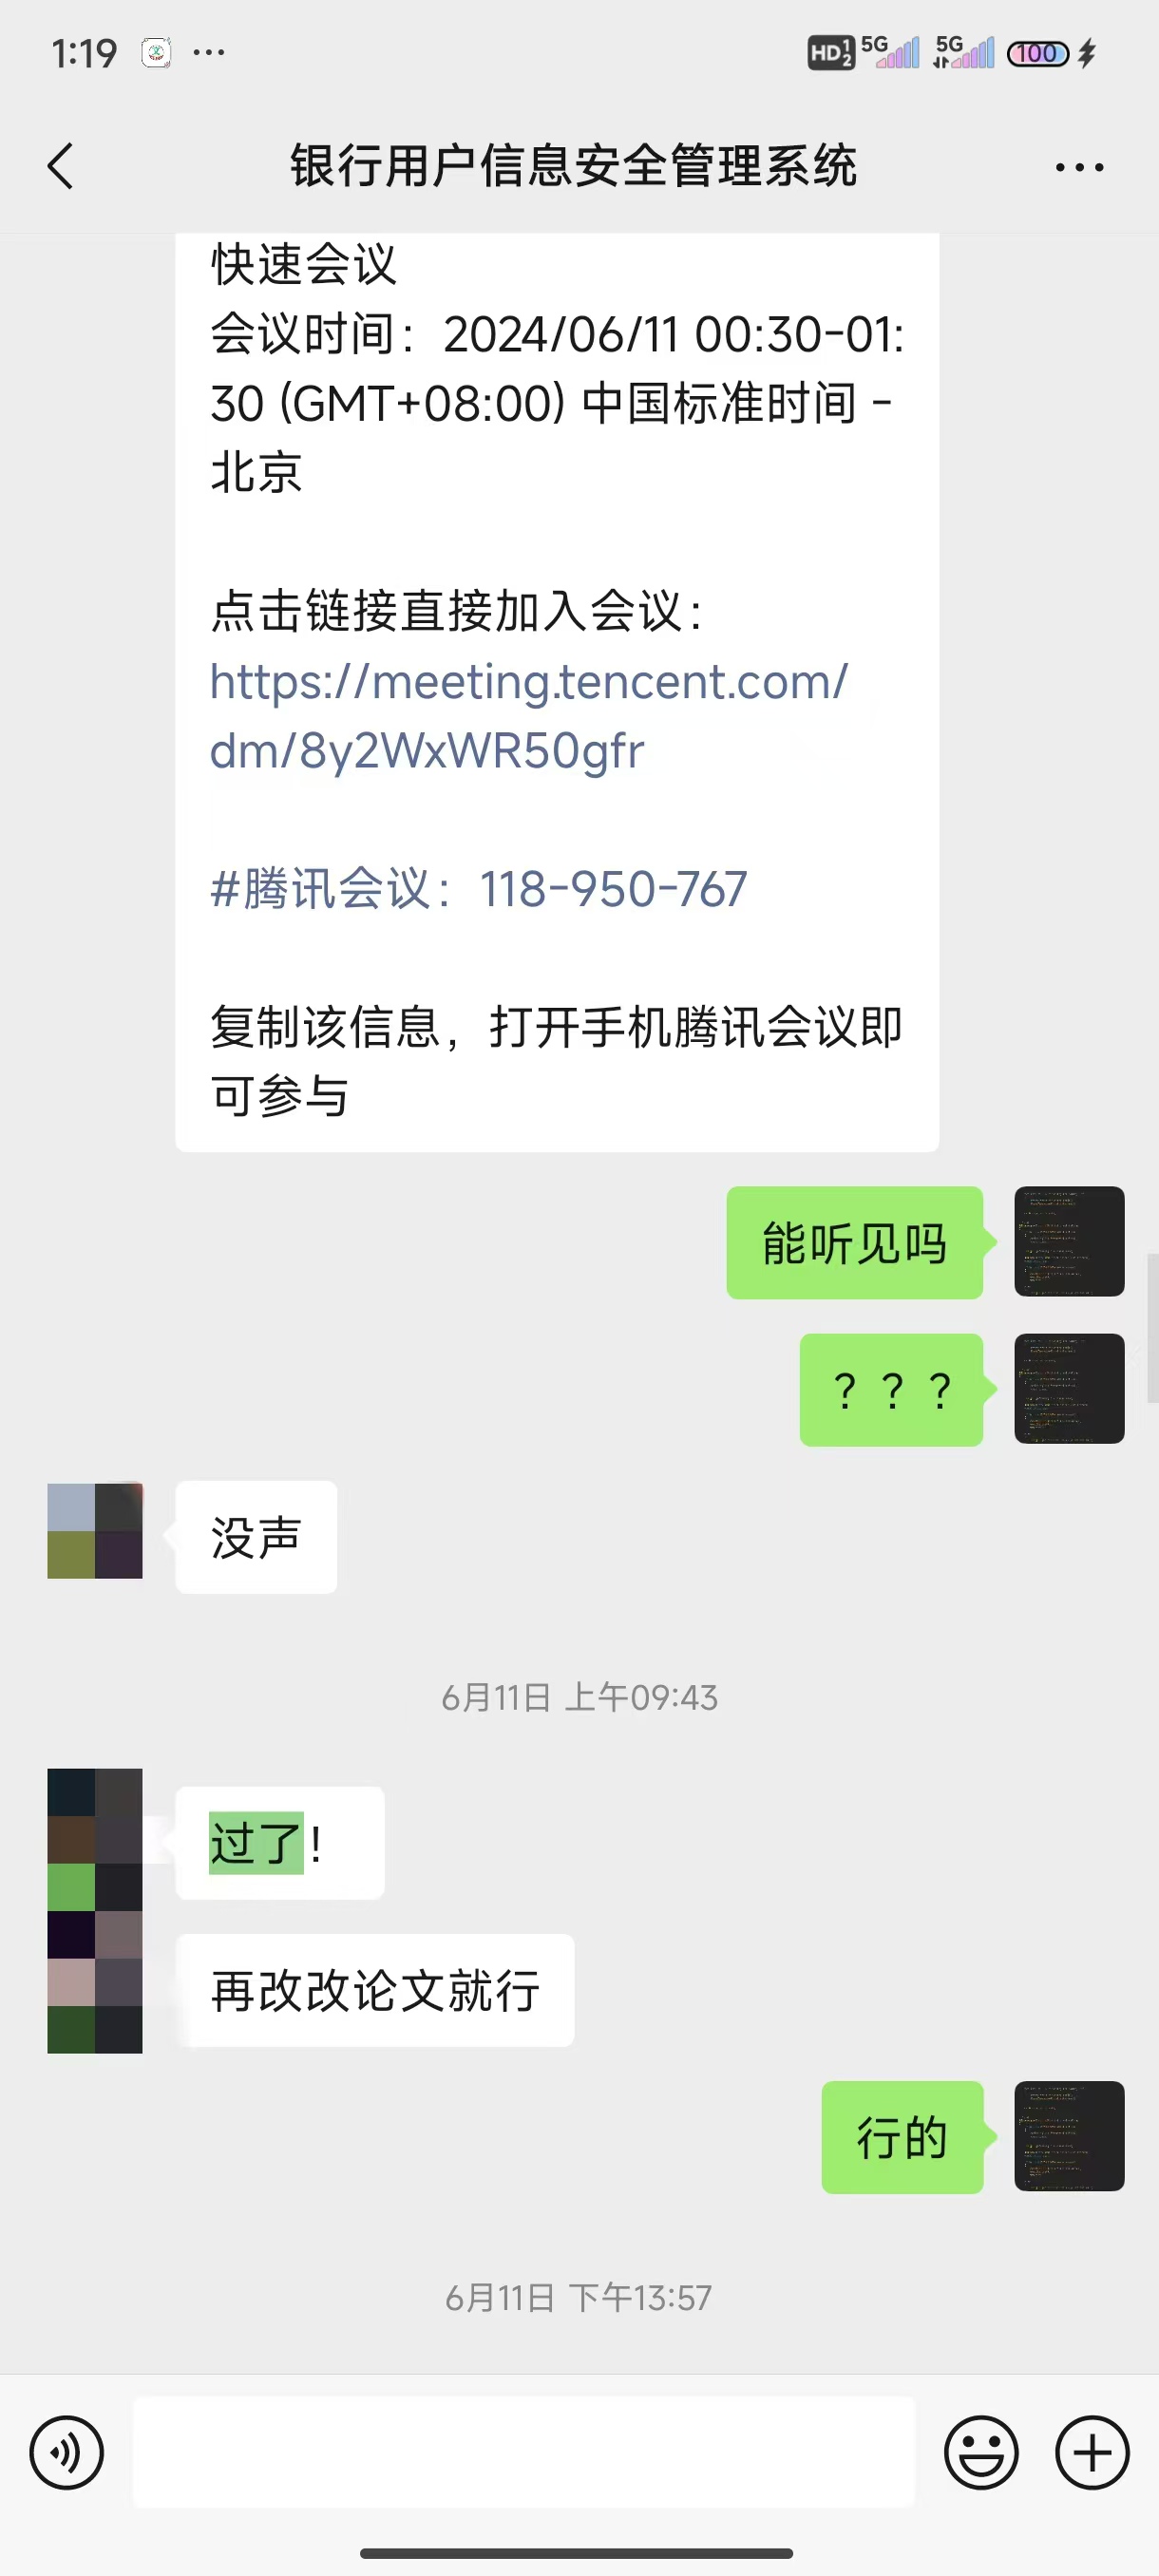 1:19 ... HD 1 2 5G 5G 100
银行用户信息安全管理系统
快速会议
会议时间：2024/06/11 00:30-01:
30 (GMT+08:00) 中国标准时间 -
北京
点击链接直接加入会议：
https://meeting.tencent.com/
dm/8y2WxWR50gfr
#腾讯会议：118-950-767
复制该信息，打开手机腾讯会议即
可参与
能听见吗
？？？
没声
6月11日 上午09:43
过了！
再改改论文就行
行的
6月11日 下午13:57